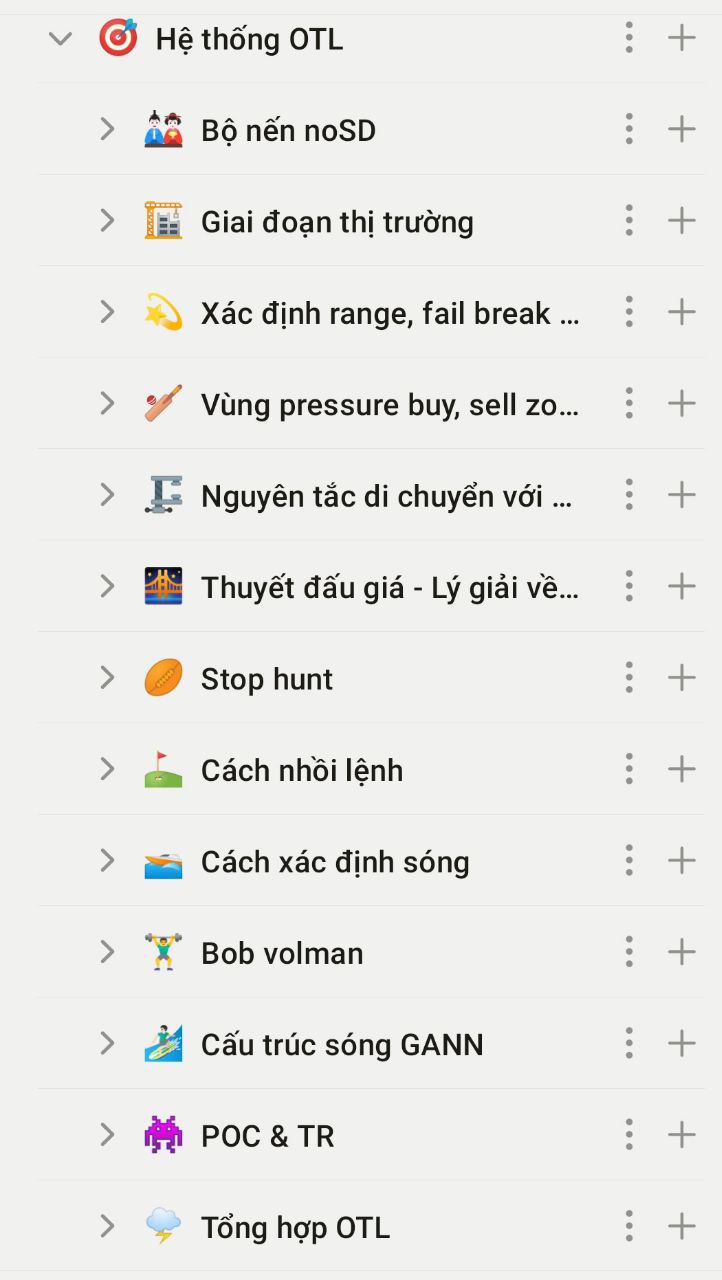 Hệ thống OTL
Bộ nến noSD
Giai đoạn thị trường
Xác định range, fail break ...
Vùng pressure buy, sell zo...
Nguyên tắc di chuyển với ...
Thuyết đấu giá - Lý giải về...
Stop hunt
Cách nhồi lệnh
Cách xác định sóng
Bob volman
Cấu trúc sóng GANN
POC & TR
Tổng hợp OTL